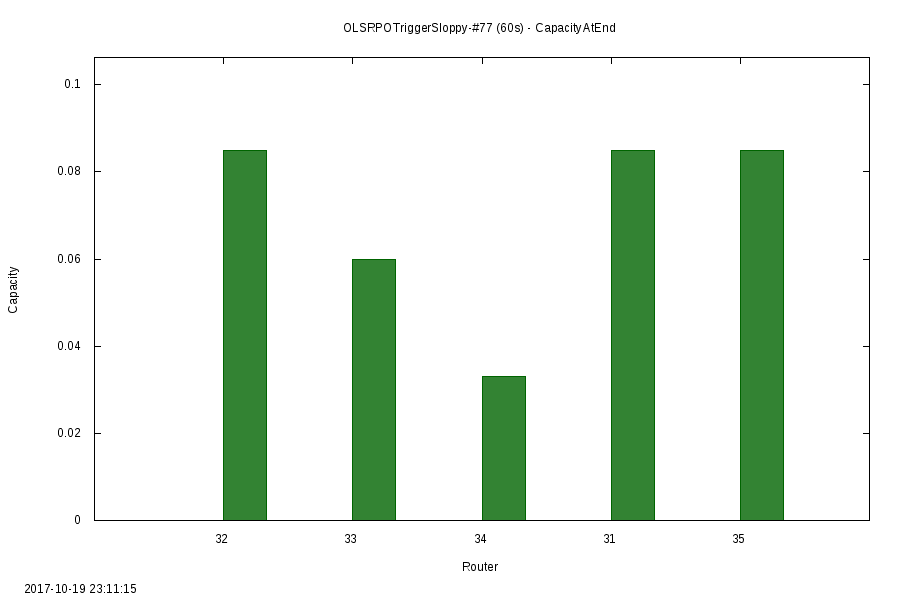 OLSRPOTriggerSloppy-#77 (60s) - CapacityAtEnd
0.1
0.08
0.06
0.04
0.02
0
Capacity
32 33 34 31 35
Router
2017-10-19 23:11:15